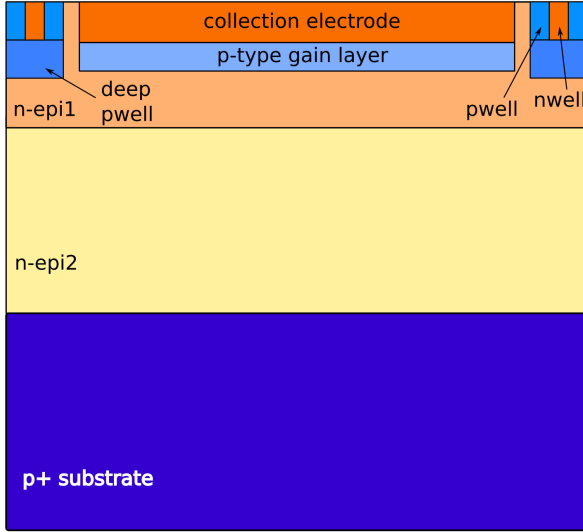 collection electrode
p-type gain layer
deep
pwell
n-epi1
pwell
nwell
n-epi2
p+ substrate